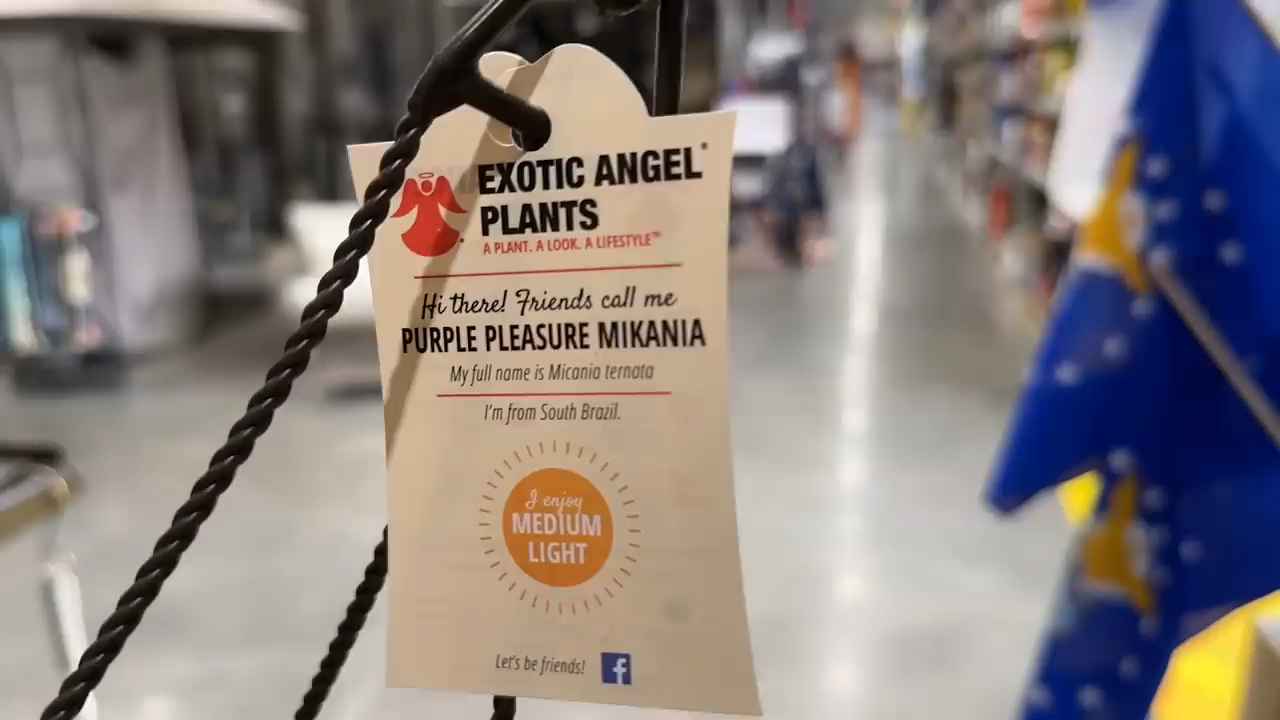 EXOTIC ANGEL®
PLANTS
A PLANT. A LOOK. A LIFESTYLE™
Hi there! Friends call me
PURPLE PLEASURE MIKANIA
My full name is Micania ternata
I'm from South Brazil.
I enjoy
MEDIUM
LIGHT
Let's be friends! f